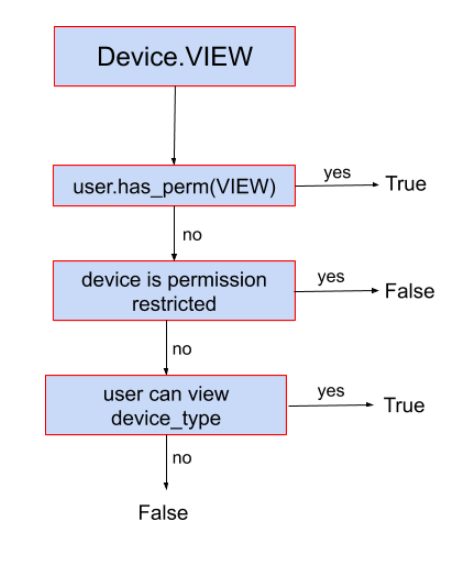 Device.VIEW
user.has_perm(VIEW)
yes
True
no
device is permission
restricted
yes
False
no
user can view
device_type
yes
True
no
False